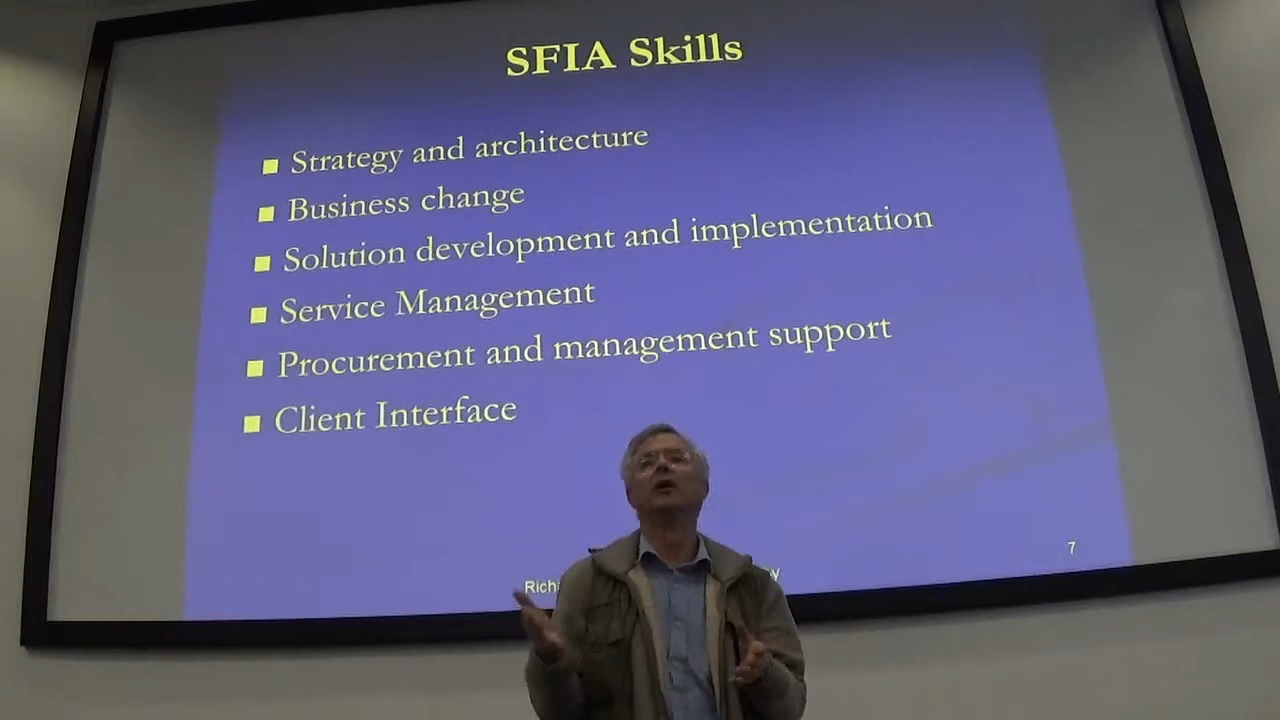 SFIA Skills
Strategy and architecture
Business change
Solution development and implementation
Service Management
Procurement and management support
Client Interface
7